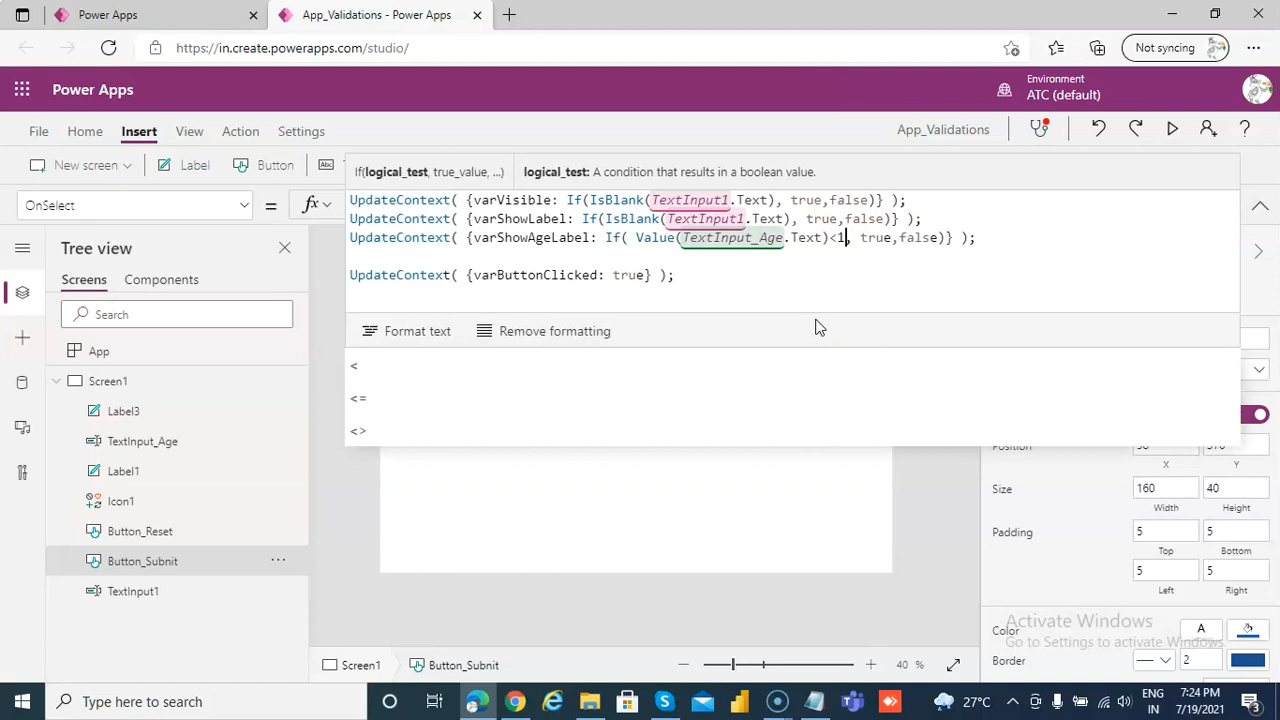 Power Apps
App_Validations - Power Apps
https://in.create.powerapps.com/studio/
Not syncing
Power Apps
Environment
ATC (default)
File
Home
Insert
View
Action
Settings
App_Validations
New screen
Label
Button
Abc
If(logical_test, true_value, ...)
logical_test: A condition that results in a boolean value.
OnSelect
=
fx
UpdateContext( {varVisible: If(IsBlank(TextInput1.Text), true,false)} );
UpdateContext( {varShowLabel: If(IsBlank(TextInput1.Text), true,false)} );
UpdateContext( {varShowAgeLabel: If( Value(TextInput_Age.Text)<1, true,false)} );
UpdateContext( {varButtonClicked: true} );
Format text
Remove formatting
<
<=
<>
Tree view
Screens
Components
Search
App
Screen1
Label3
TextInput_Age
Label1
Icon1
Button_Reset
Button_Subnit
TextInput1
Position
X
Y
Size
160
40
Width
Height
Padding
5
5
Top
Bottom
5
5
Left
Right
Activate Windows
Go to Settings to activate Windows.
Color
A
Border
2
Screen1
Button_Subnit
40 %
Type here to search
27°C
ENG
IN
7:24 PM
7/19/2021
3